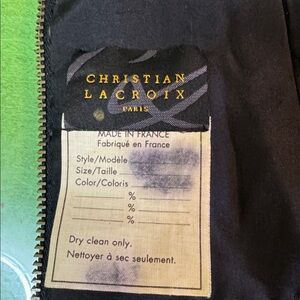 CHRISTIAN
LACROIX
PARIS
MADE IN FRANCE
Fabriqué en France
Style/Modèle
Size/Taille
Color/Coloris
%
%
%
Dry clean only.
Nettoyer à sec seulement.